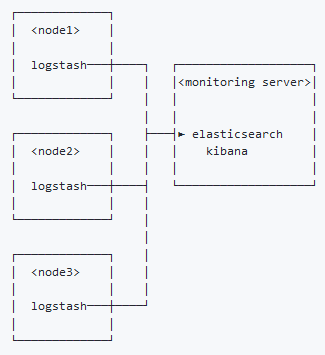 <node1>
logstash
<monitoring server>
elasticsearch
kibana
<node2>
logstash
<node3>
logstash